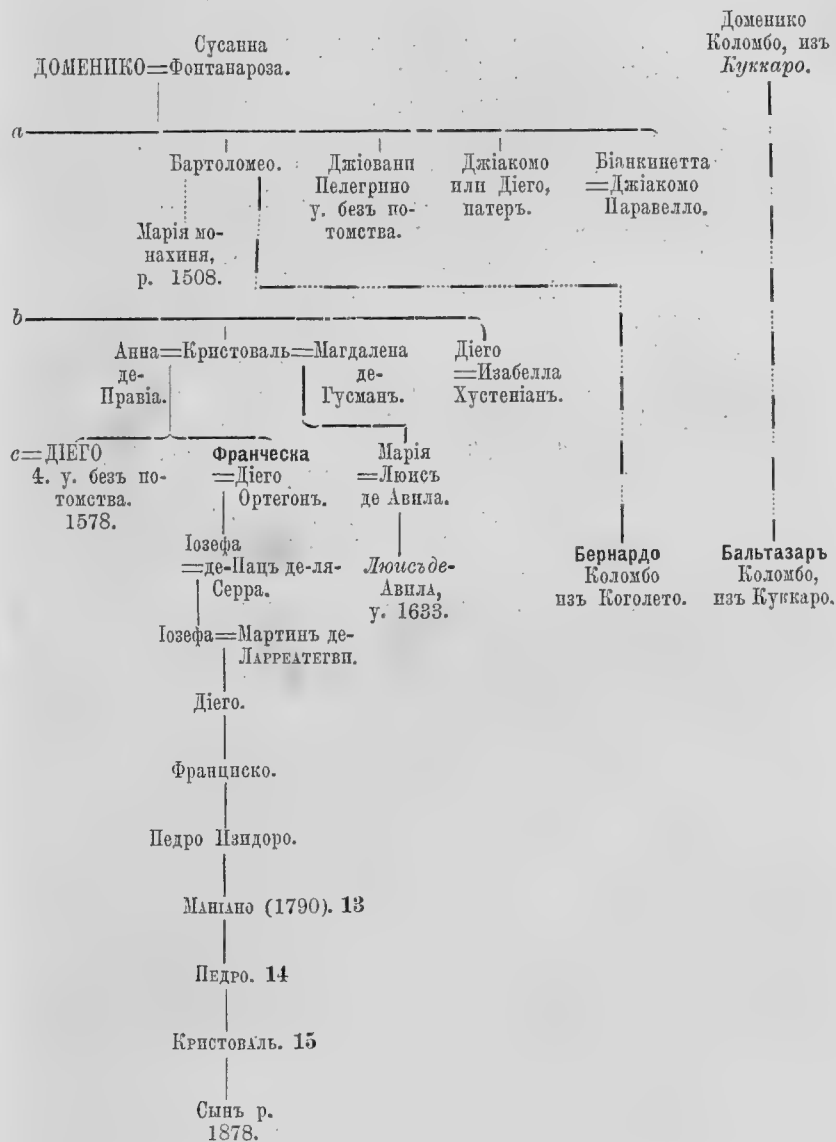 Сусанна
ДОМЕНИКО=Фонтанароза.
Доменико
Коломбо, изъ
Куккаро.
a
Бартоломео.
Марія мо-
нахиня,
р. 1508.
Джіовани
Пелегрино
у. безъ по-
томства.
Джіакомо
или Діего,
патеръ.
Біанкинетта
=Джіакомо
Паравелло.
b
Анна=Кристоваль=Магдалена
де-
Правіа.
де-
Гусманъ.
Діего
=Изабелла
Хустеніанъ.
c=ДІЕГО
4. у. безъ по-
томства.
1578.
Франческа
=Діего
Ортегонъ.
Марія
=Люисъ
де Авила.
Іозефа
=де-Пацъ де-ля-
Серра.
Люисъ де-
Авила,
у. 1633.
Бернардо
Коломбо
изъ Коголето.
Бальтазаръ
Коломбо,
изъ Куккаро.
Іозефа=Мартинъ де-
Ларреатегви.
Діего.
Франциско.
Педро Изидоро.
Маніано (1790). 13
Педро. 14
Кристоваль. 15
Сынъ р.
1878.